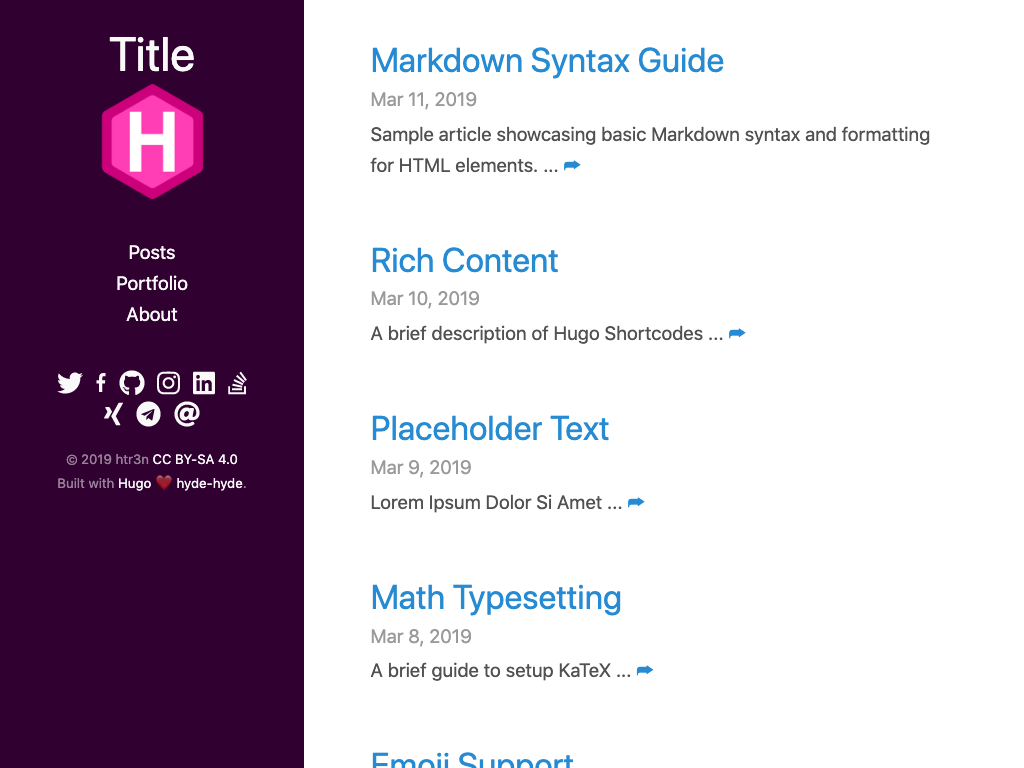 Title
H
Posts
Portfolio
About
© 2019 htr3n CC BY-SA 4.0
Built with Hugo ❤️ hyde-hyde.
Markdown Syntax Guide
Mar 11, 2019
Sample article showcasing basic Markdown syntax and formatting
for HTML elements. ...
Rich Content
Mar 10, 2019
A brief description of Hugo Shortcodes ...
Placeholder Text
Mar 9, 2019
Lorem Ipsum Dolor Si Amet ...
Math Typesetting
Mar 8, 2019
A brief guide to setup KaTeX ...
Emoji Support